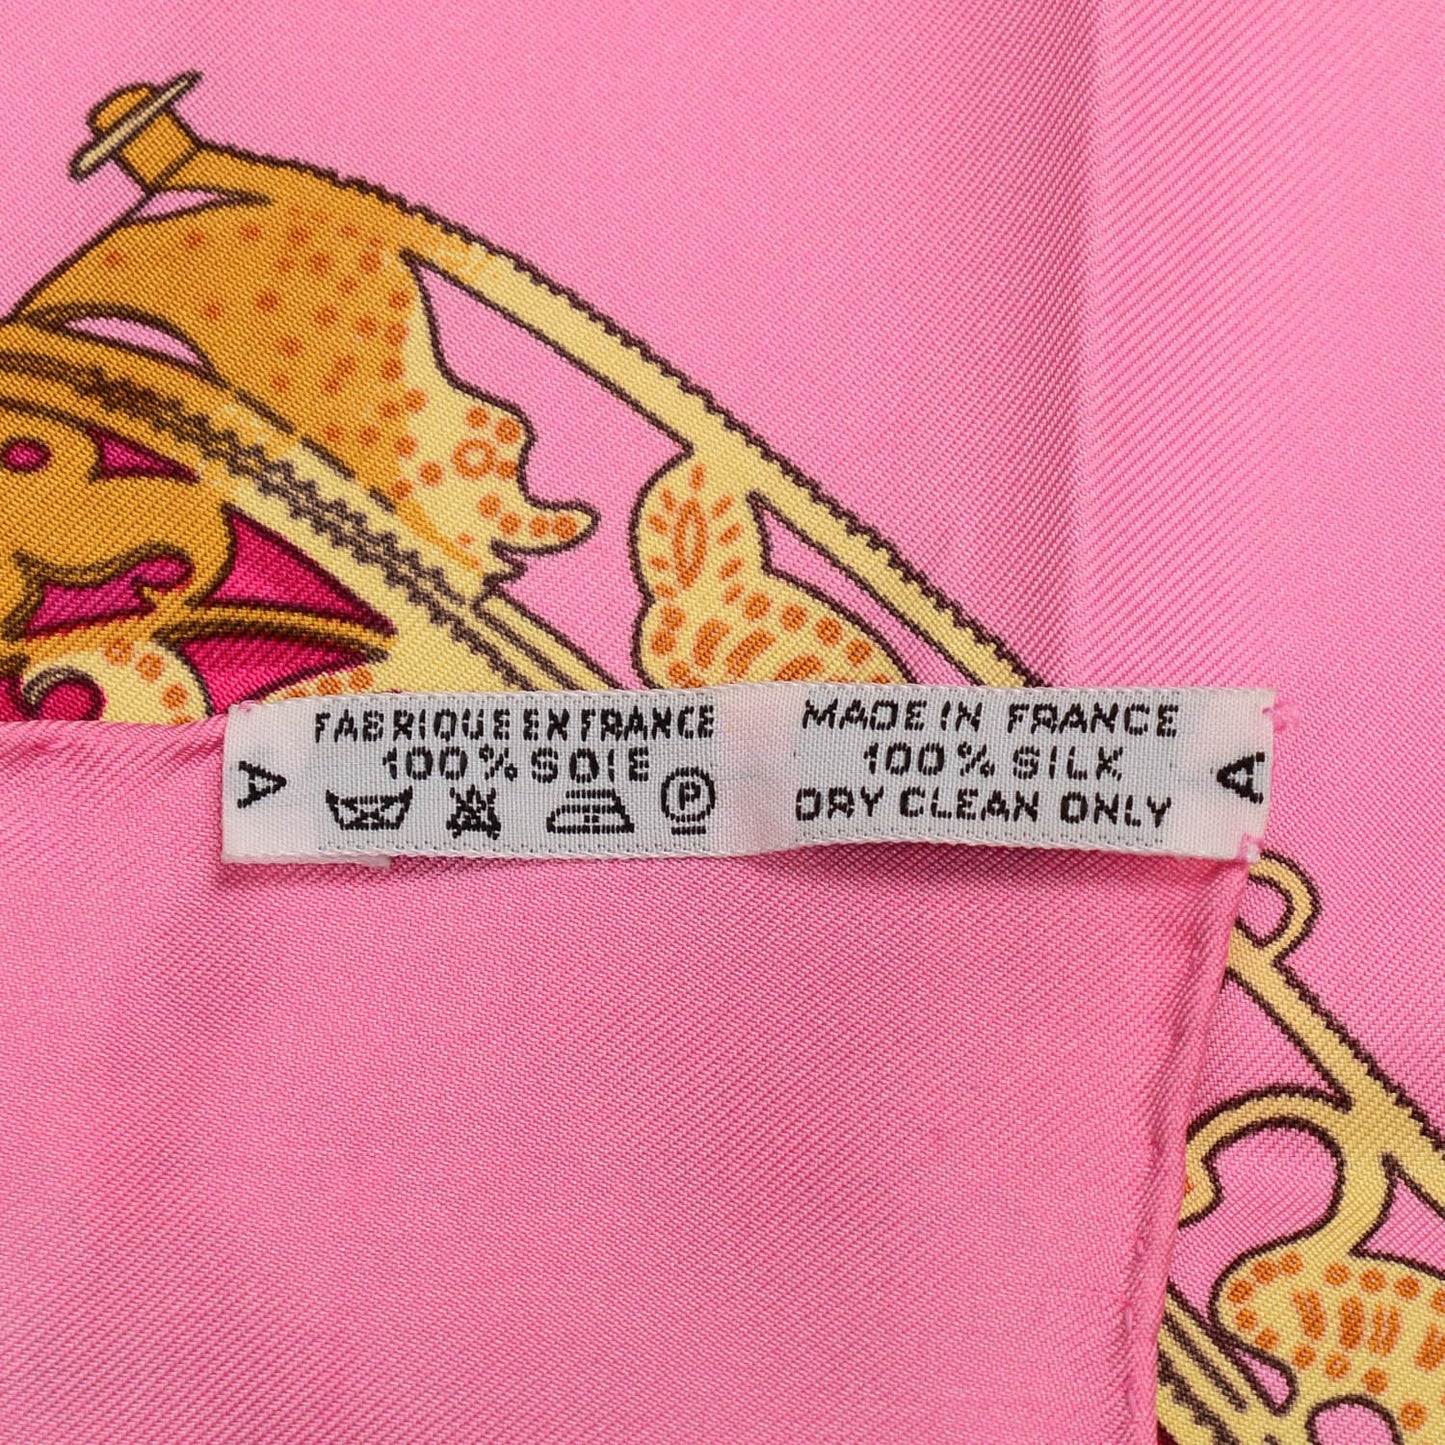 A
FABRIQUE EN FRANCE
100% SOIE
P
MADE IN FRANCE
100% SILK
DRY CLEAN ONLY
A